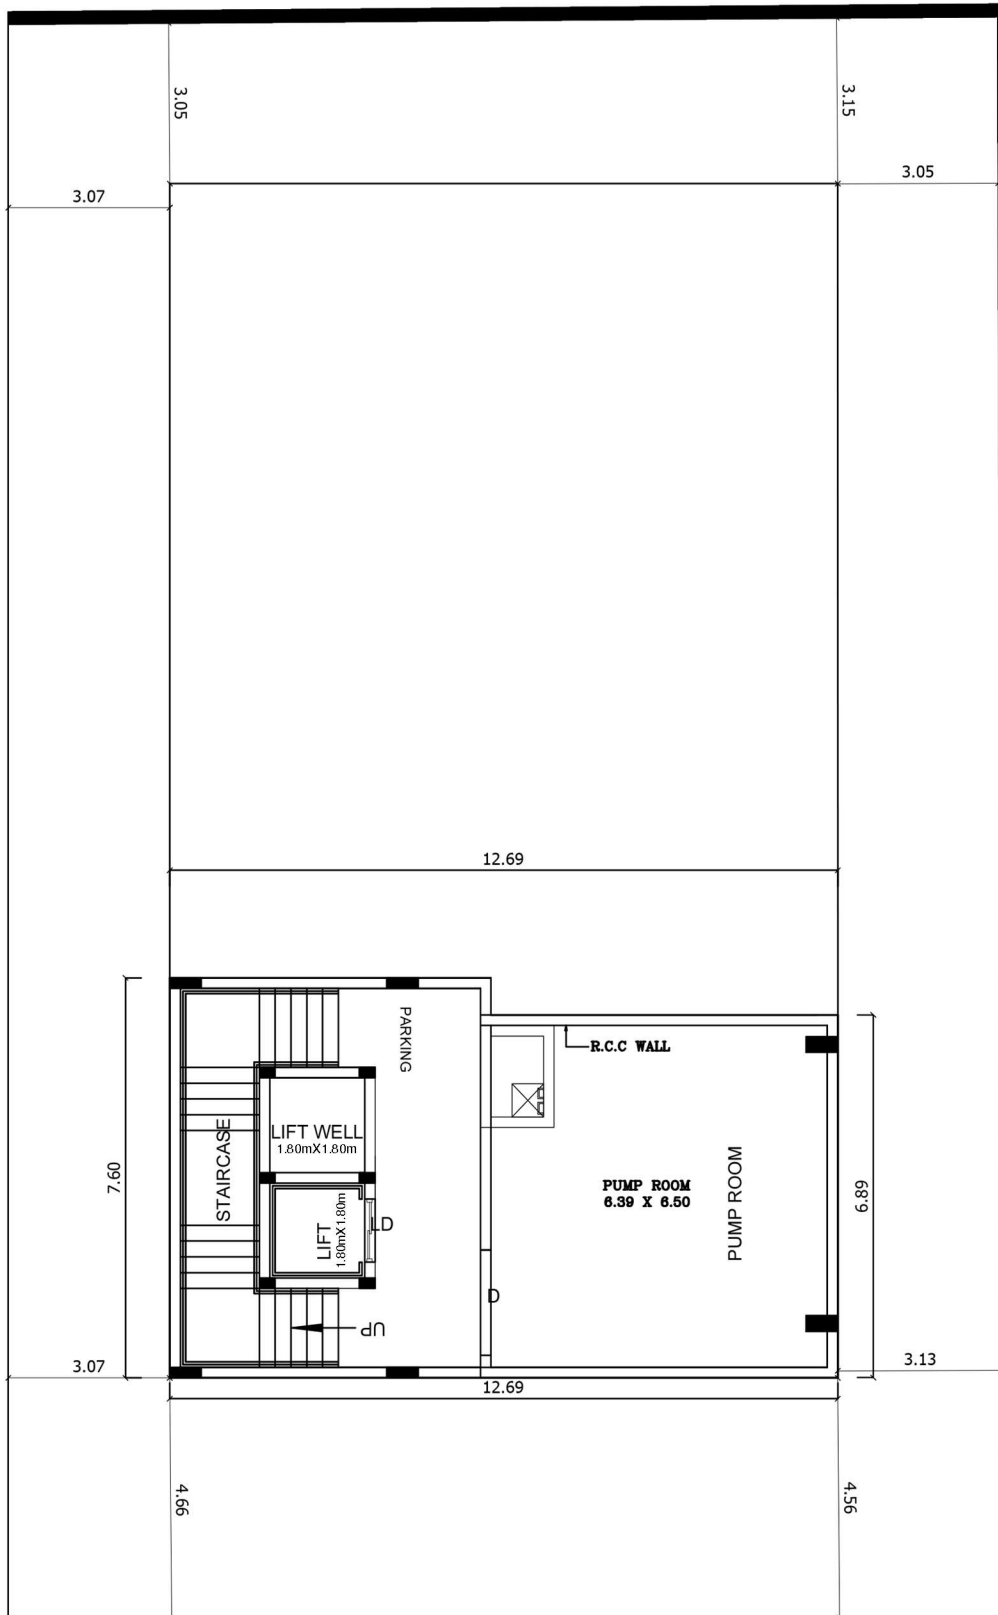 3.05
3.15
3.07
3.05
12.69
PARKING
R.C.C WALL
LIFT WELL
1.80mX1.80m
STAIRCASE
7.60
PUMP ROOM
6.39 X 6.50
PUMP ROOM
6.89
LIFT
1.80mX1.80m
LD
D
UP
3.07
3.13
12.69
4.66
4.56